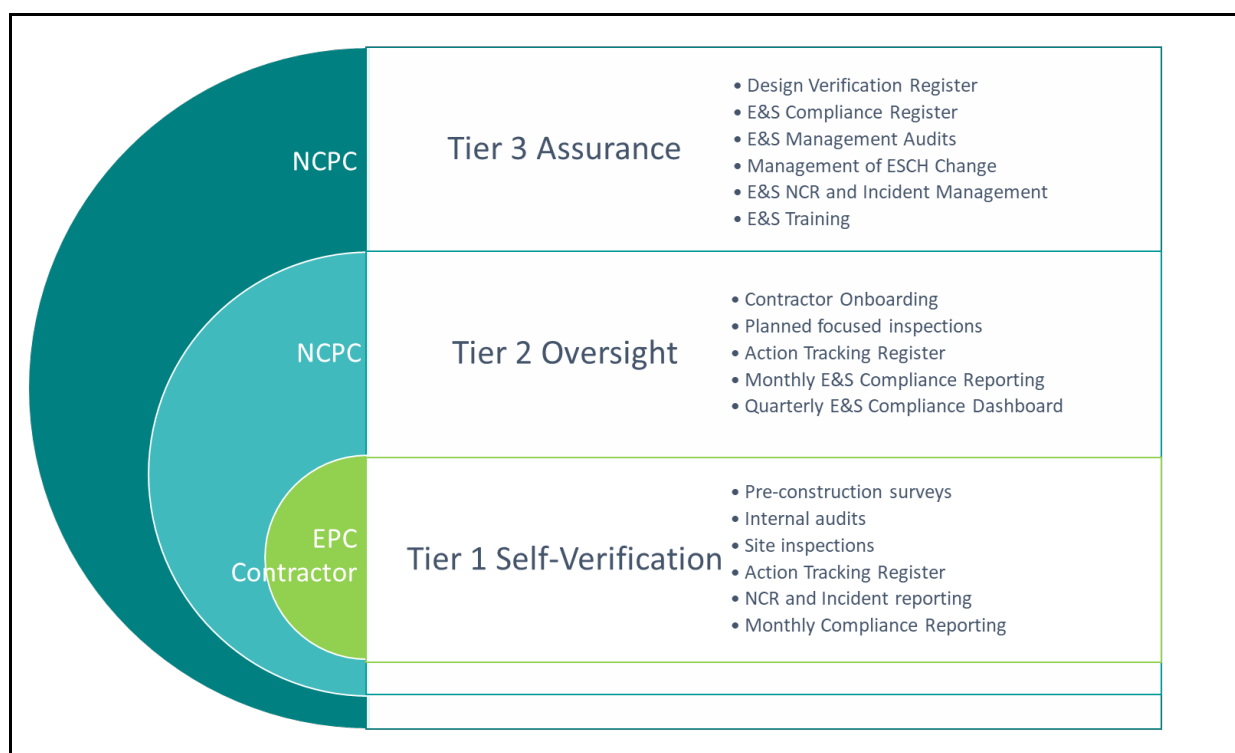 NCPC
Tier 3 Assurance
• Design Verification Register
• E&S Compliance Register
• E&S Management Audits
• Management of ESCH Change
• E&S NCR and Incident Management
• E&S Training
NCPC
Tier 2 Oversight
• Contractor Onboarding
• Planned focused inspections
• Action Tracking Register
• Monthly E&S Compliance Reporting
• Quarterly E&S Compliance Dashboard
EPC
Contractor
Tier 1 Self-Verification
• Pre-construction surveys
• Internal audits
• Site inspections
• Action Tracking Register
• NCR and Incident reporting
• Monthly Compliance Reporting